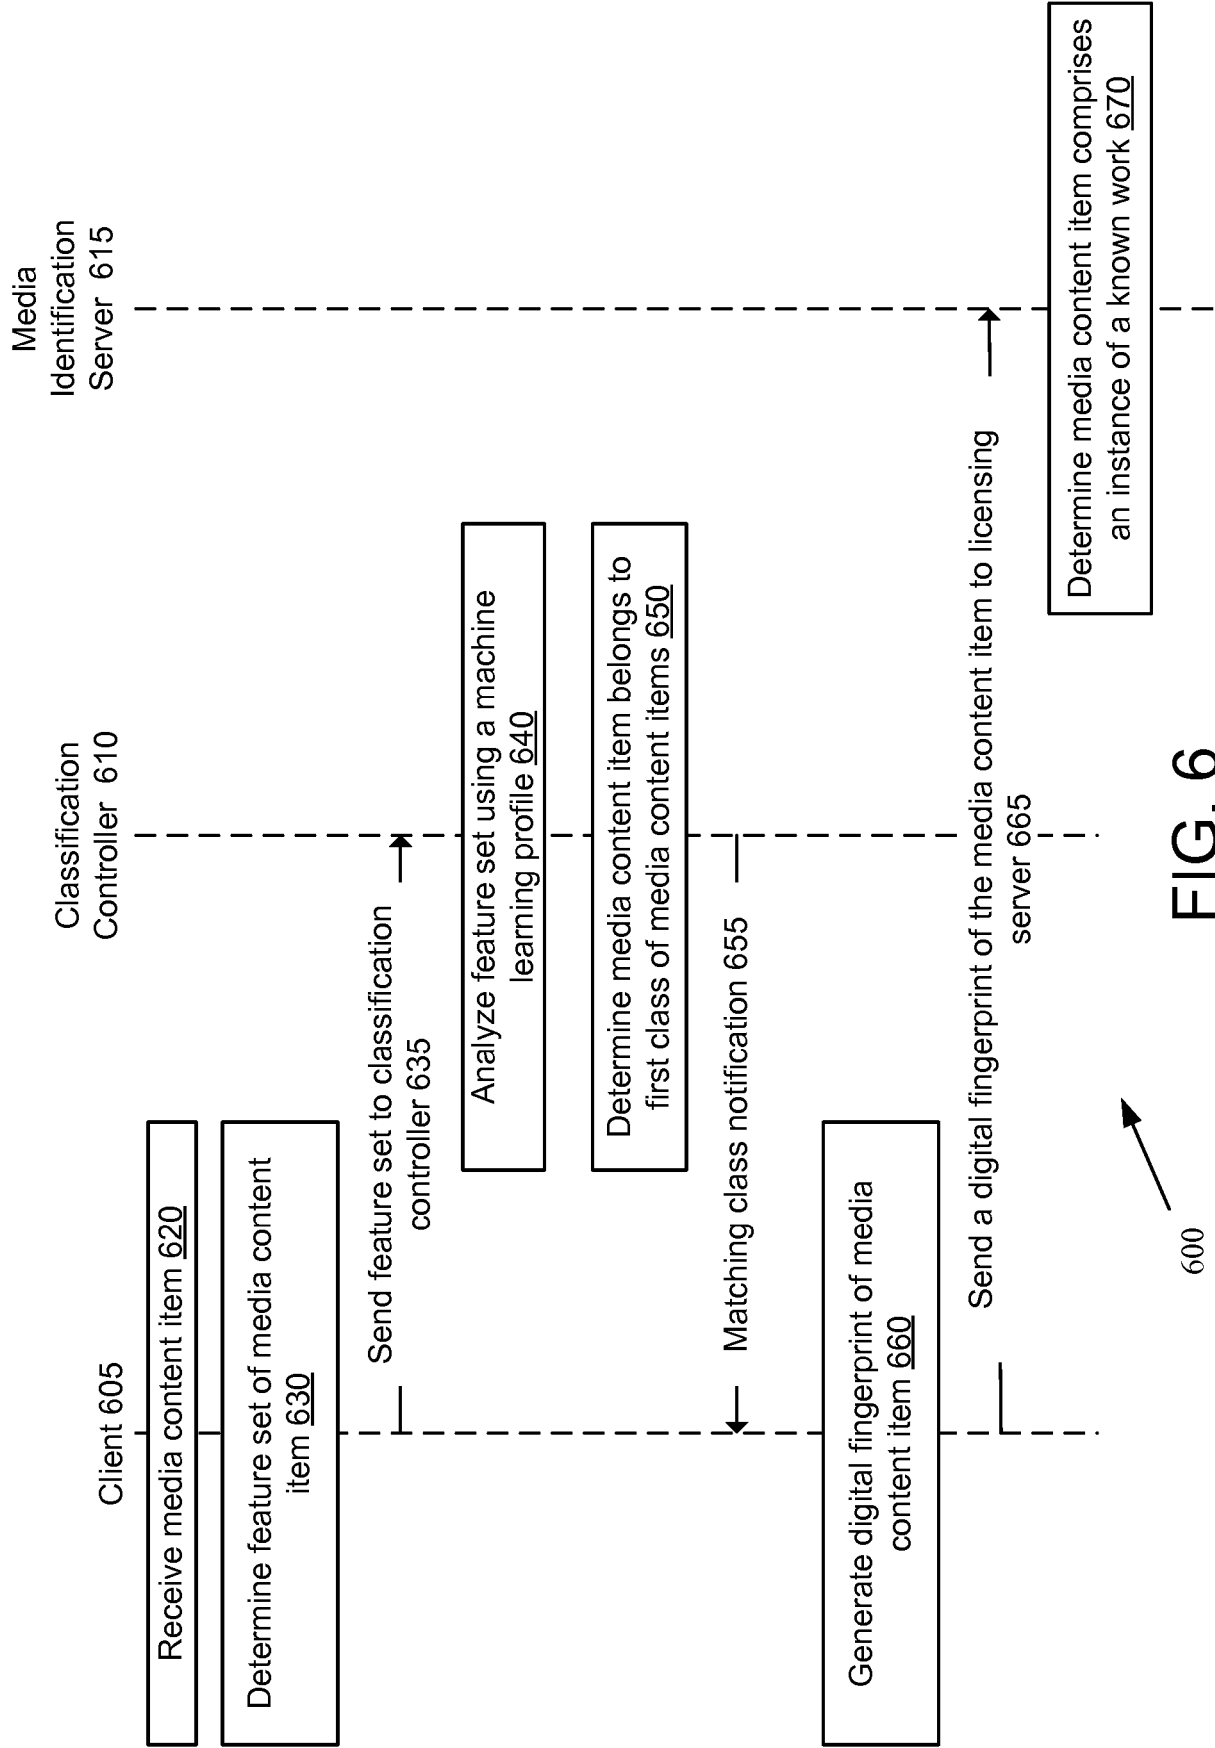 Client 605
Classification
Controller 610
Media
Identification
Server 615
Receive media content item 620
Determine feature set of media content
item 630
Send feature set to classification
controller 635
Analyze feature set using a machine
learning profile 640
Determine media content item belongs to
first class of media content items 650
Matching class notification 655
Generate digital fingerprint of media
content item 660
Send a digital fingerprint of the media content item to licensing
server 665
Determine media content item comprises
an instance of a known work 670
600
FIG. 6